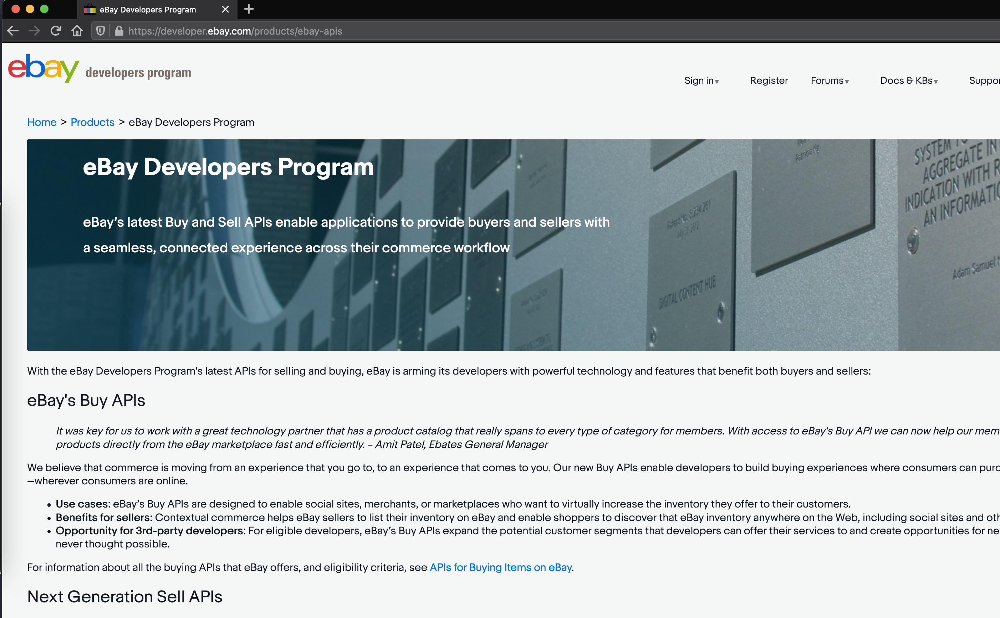 eBay Developers Program
https://developer.ebay.com/products/ebay-apis
ebay developers program
Sign in▾ Register Forums▾ Docs & KBs▾
Home > Products > eBay Developers Program
eBay Developers Program
eBay’s latest Buy and Sell APIs enable applications to provide buyers and sellers with
a seamless, connected experience across their commerce workflow
Patricia Ng
Patent No. 8,234,261
July 31, 2012
DIGITAL CONTENT HUB
SYSTEM TO
AGGREGATE IN
INDICATION WITH R
AN INFORMATIO
Adam Samuel
With the eBay Developers Program's latest APIs for selling and buying, eBay is arming its developers with powerful technology and features that benefit both buyers and sellers:
eBay's Buy APIs
It was key for us to work with a great technology partner that has a product catalog that really spans to every type of category for members. With access to eBay's Buy API we can now help our mem
products directly from the eBay marketplace fast and efficiently. – Amit Patel, Ebates General Manager
We believe that commerce is moving from an experience that you go to, to an experience that comes to you. Our new Buy APIs enable developers to build buying experiences where consumers can purc
—wherever consumers are online.
• Use cases: eBay’s Buy APIs are designed to enable social sites, merchants, or marketplaces who want to virtually increase the inventory they offer to their customers.
• Benefits for sellers: Contextual commerce helps eBay sellers to list their inventory on eBay and enable shoppers to discover that eBay inventory anywhere on the Web, including social sites and oth
• Opportunity for 3rd-party developers: For eligible developers, eBay’s Buy APIs expand the potential customer segments that developers can offer their services to and create opportunities for ne
never thought possible.
For information about all the buying APIs that eBay offers, and eligibility criteria, see APIs for Buying Items on eBay.
Next Generation Sell APIs